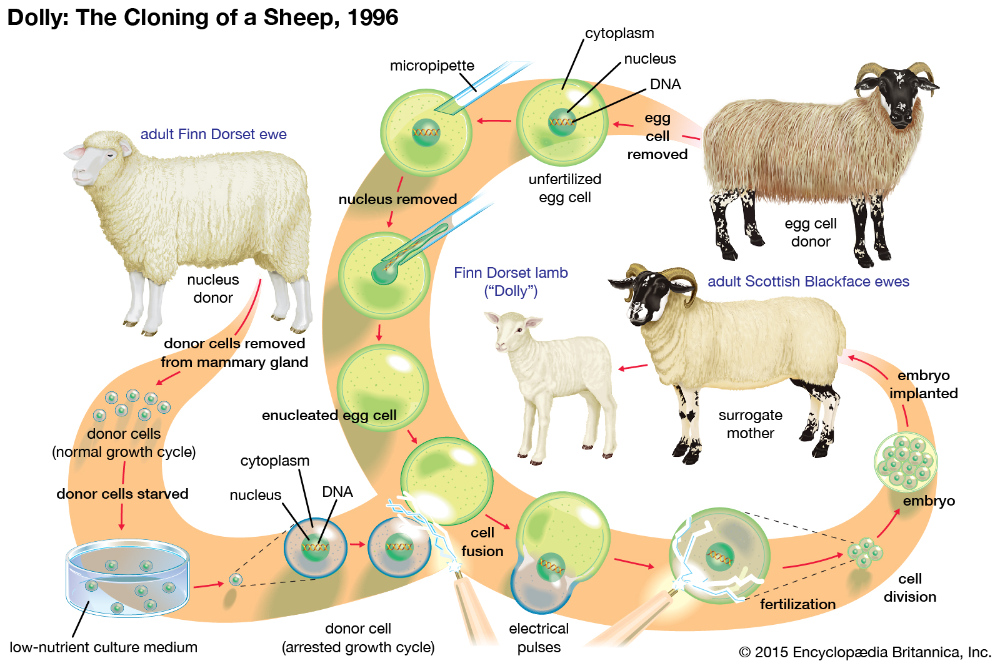 Dolly: The Cloning of a Sheep, 1996
cytoplasm
nucleus
DNA
micropipette
egg
cell
removed
adult Finn Dorset ewe
unfertilized
egg cell
nucleus removed
egg cell
donor
nucleus
donor
Finn Dorset lamb
(“Dolly”)
adult Scottish Blackface ewes
donor cells removed
from mammary gland
enucleated egg cell
surrogate
mother
embryo
implanted
donor cells
(normal growth cycle)
cytoplasm
nucleus
DNA
donor cells starved
embryo
cell
fusion
cell
division
fertilization
low-nutrient culture medium
donor cell
(arrested growth cycle)
electrical
pulses
© 2015 Encyclopædia Britannica, Inc.